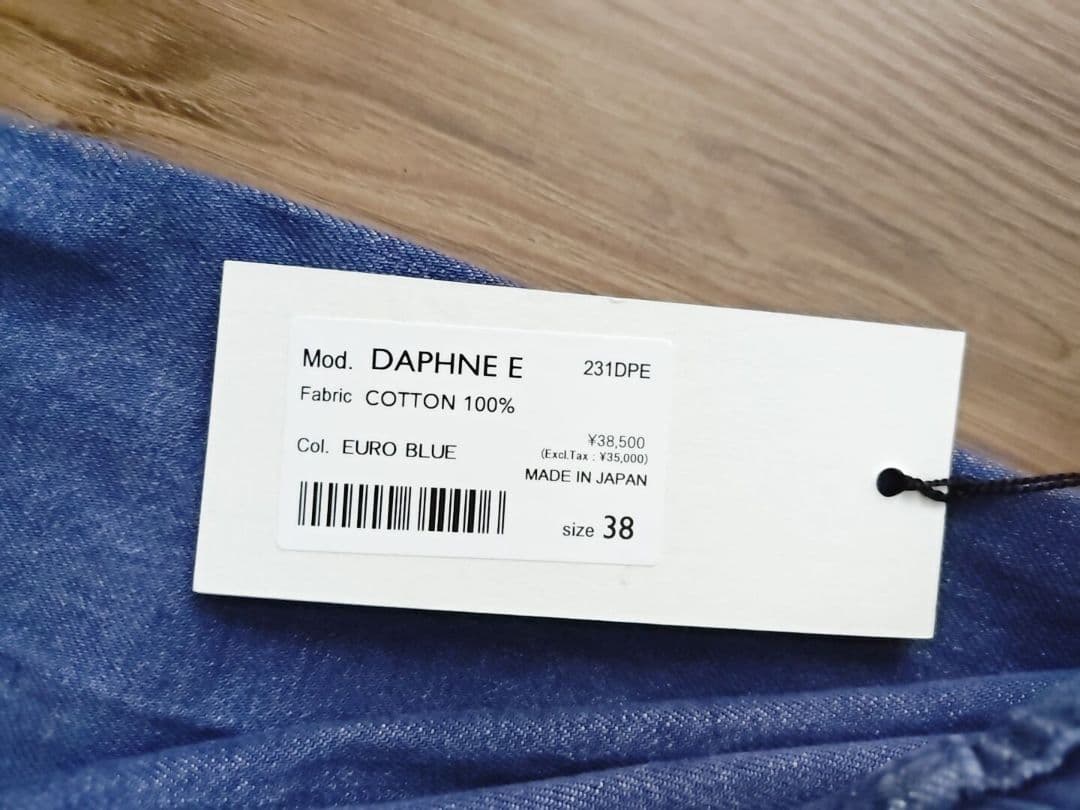 Mod. DAPHNE E 231DPE
Fabric COTTON 100%
¥38,500
Col. EURO BLUE (Excl.Tax : ¥35,000)
MADE IN JAPAN
size 38